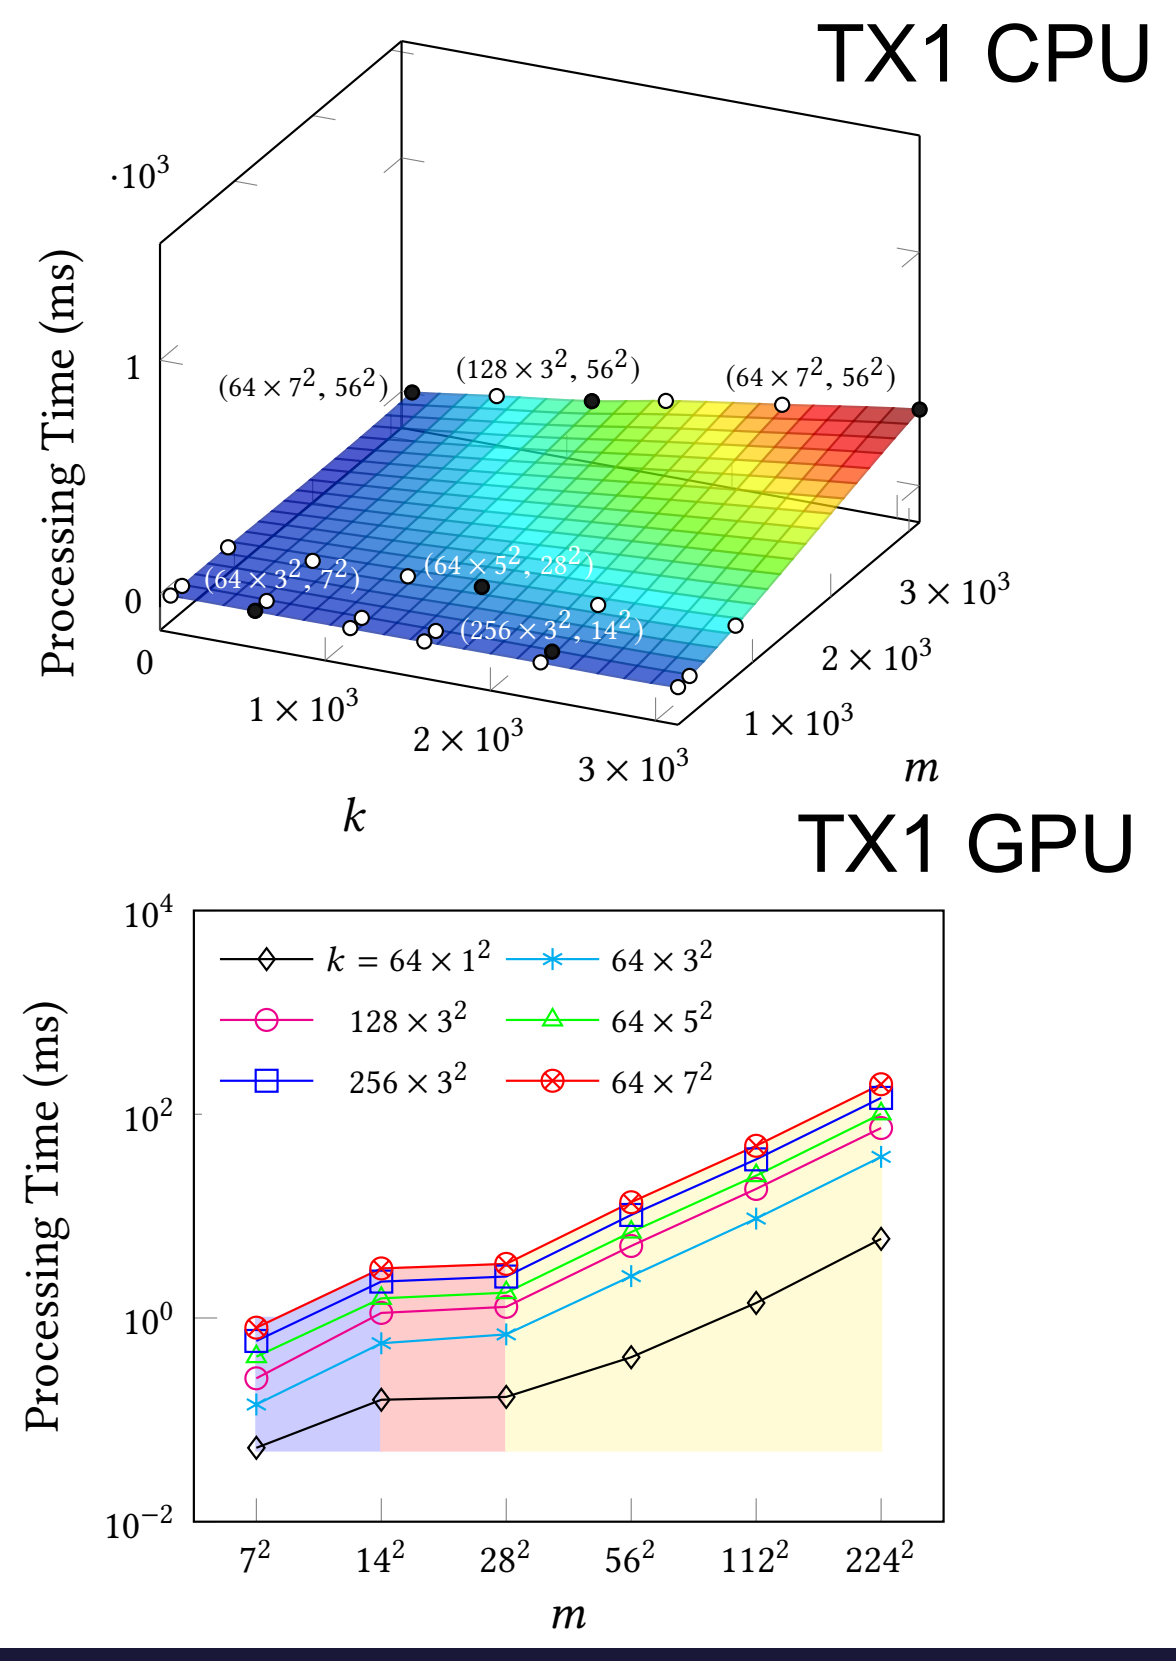 TX1 CPU
·10³
Processing Time (ms)
1
0
(64 × 7², 56²)
(128 × 3², 56²)
(64 × 7², 56²)
(64 × 3², 7²)
(64 × 5², 28²)
(256 × 3², 14²)
0
1 × 10³
2 × 10³
3 × 10³
k
1 × 10³
2 × 10³
3 × 10³
m
TX1 GPU
Processing Time (ms)
10⁴
10²
10⁰
10⁻²
k = 64 × 1²
64 × 3²
128 × 3²
64 × 5²
256 × 3²
64 × 7²
7² 14² 28² 56² 112² 224²
m